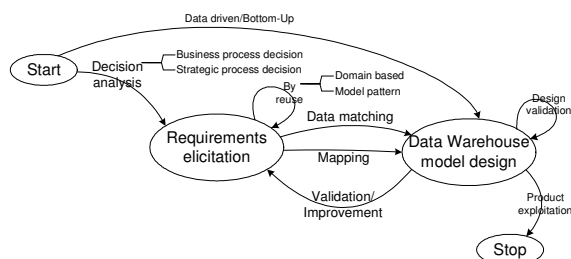 Data driven/Bottom-Up
Start
Decision
analysis
Business process decision
Strategic process decision
By
reuse
Domain based
Model pattern
Requirements
elicitation
Data matching
Mapping
Validation/
Improvement
Data Warehouse
model design
Design
validation
Product
exploitation
Stop